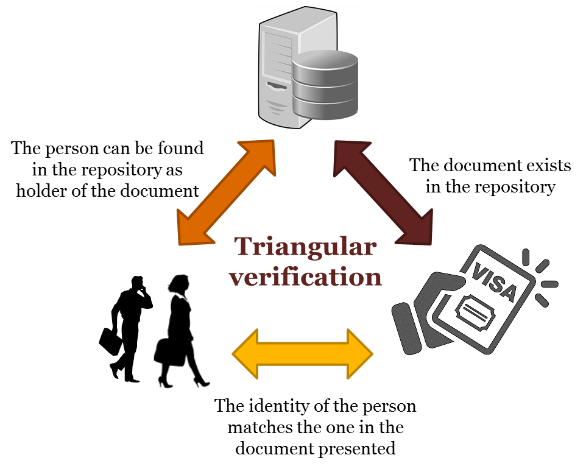 The person can be found
in the repository as
holder of the document
The document exists
in the repository
Triangular
verification
VISA
The identity of the person
matches the one in the
document presented